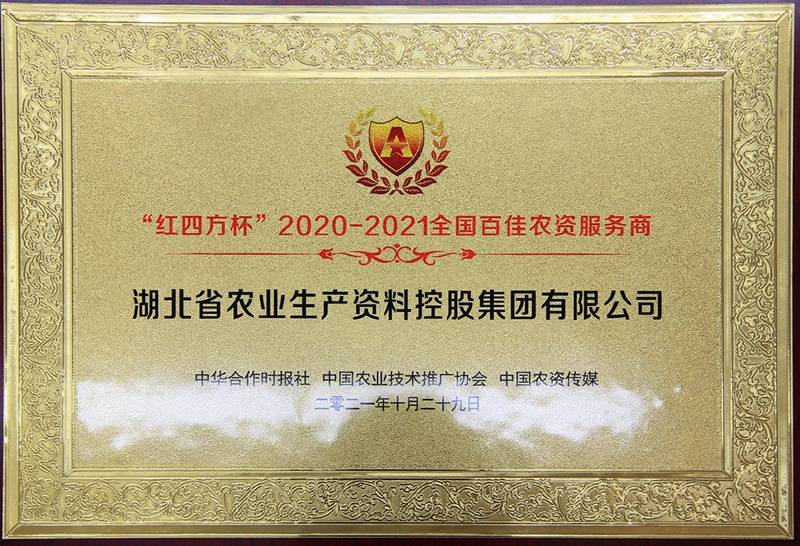 A
“红四方杯”2020-2021全国百佳农资服务商
湖北省农业生产资料控股集团有限公司
中华合作时报社 中国农业技术推广协会 中国农资传媒
二零二一年十月二十九日